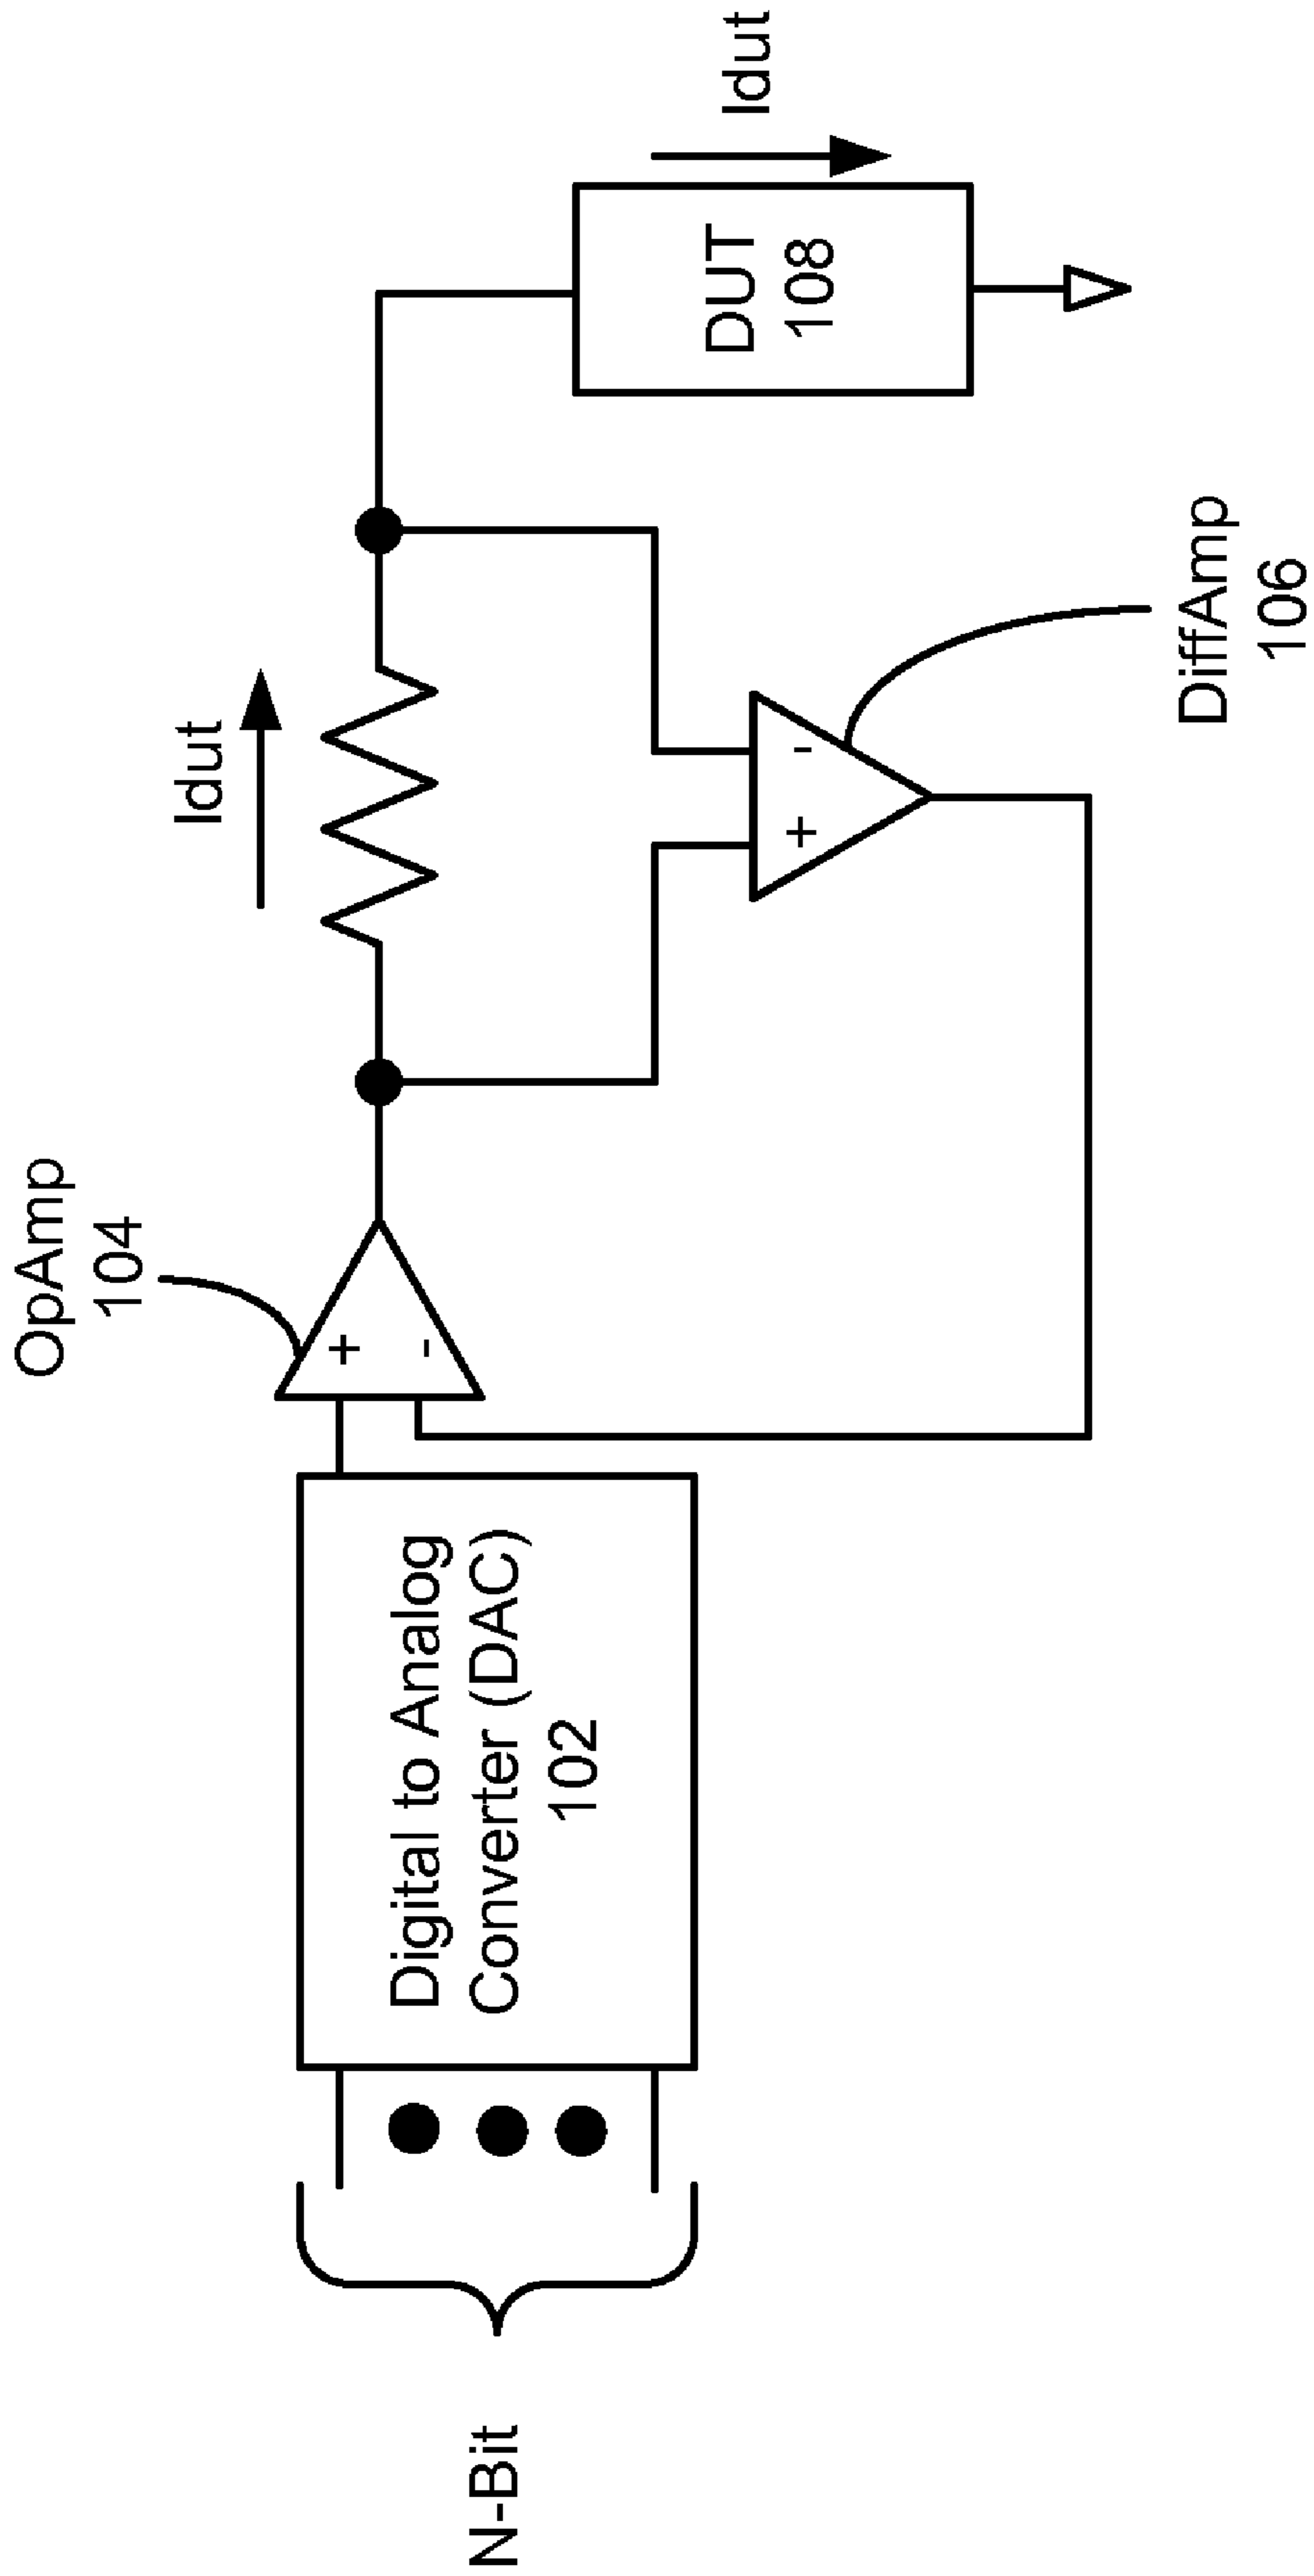 N-Bit
Digital to Analog
Converter (DAC)
102
OpAmp
104
+
-
Idut
+
-
DiffAmp
106
DUT
108
Idut